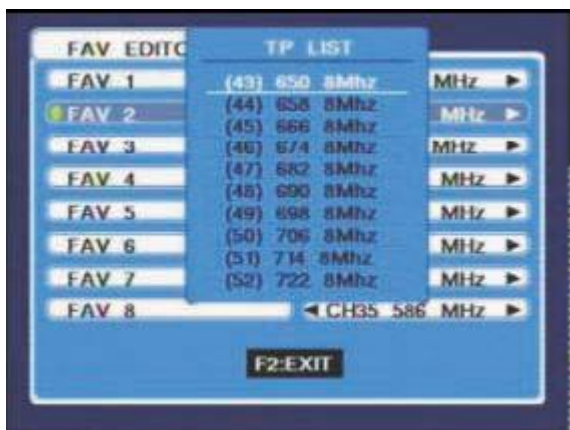 FAV EDITO
TP LIST
FAV 1
MHz ►
FAV 2
MHz ►
FAV 3
MHz ►
FAV 4
MHz ►
FAV 5
MHz ►
FAV 6
MHz ►
FAV 7
MHz ►
FAV 8
◄ CH35 586 MHz ►
(43) 650 8Mhz
(44) 658 8Mhz
(45) 666 8Mhz
(46) 674 8Mhz
(47) 682 8Mhz
(48) 690 8Mhz
(49) 698 8Mhz
(50) 706 8Mhz
(51) 714 8Mhz
(52) 722 8Mhz
F2:EXIT